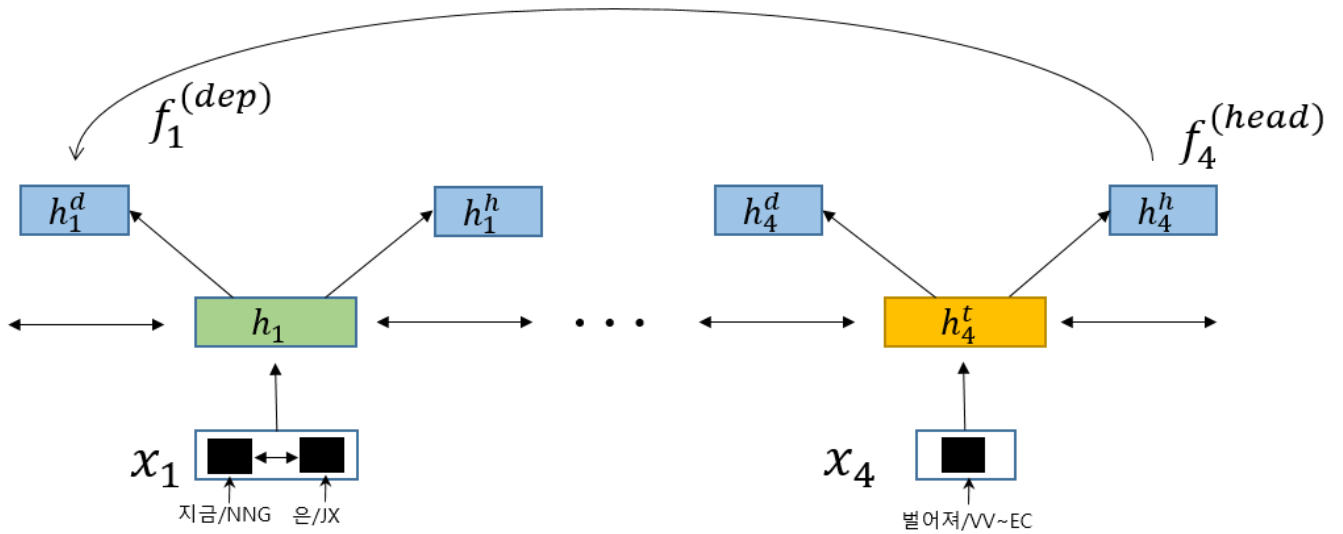 f_1^{(dep)}
f_4^{(head)}
h_1^d h_1^h h_4^d h_4^h
h_1 • • • h_4^t
x_1 x_4
지금/NNG 은/JX 벌어져/VV~EC